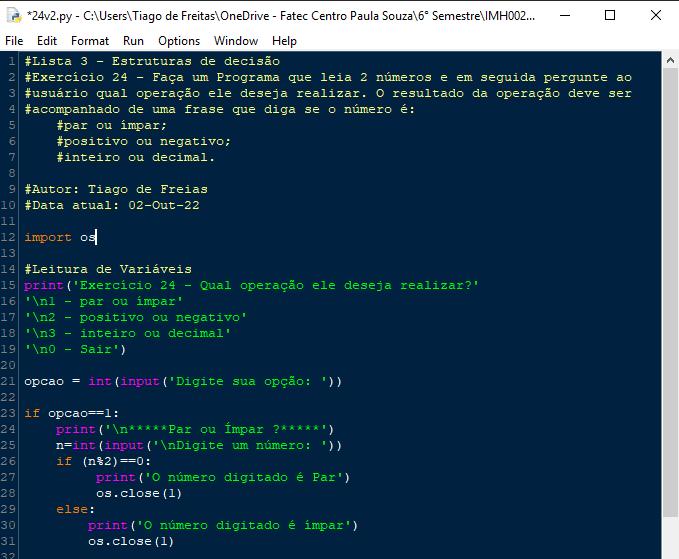 *24v2.py - C:\Users\Tiago de Freitas\OneDrive - Fatec Centro Paula Souza\6° Semestre\IMH002...
File Edit Format Run Options Window Help
1 #Lista 3 - Estruturas de decisão
2 #Exercício 24 - Faça um Programa que leia 2 números e em seguida pergunte ao
3 #usuário qual operação ele deseja realizar. O resultado da operação deve ser
4 #acompanhado de uma frase que diga se o número é:
5     #par ou ímpar;
6     #positivo ou negativo;
7     #inteiro ou decimal.
8
9 #Autor: Tiago de Freias
10 #Data atual: 02-Out-22
11
12 import os
13
14 #Leitura de Variáveis
15 print('Exercício 24 - Qual operação ele deseja realizar?'
16 '\n1 - par ou ímpar'
17 '\n2 - positivo ou negativo'
18 '\n3 - inteiro ou decimal'
19 '\n0 - Sair')
20
21 opcao = int(input('Digite sua opção: '))
22
23 if opcao==1:
24     print('\n*****Par ou Ímpar ?*****')
25     n=int(input('\nDigite um número: '))
26     if (n%2)==0:
27          print('O número digitado é Par')
28          os.close(1)
29     else:
30         print('O número digitado é ímpar')
31         os.close(1)
32